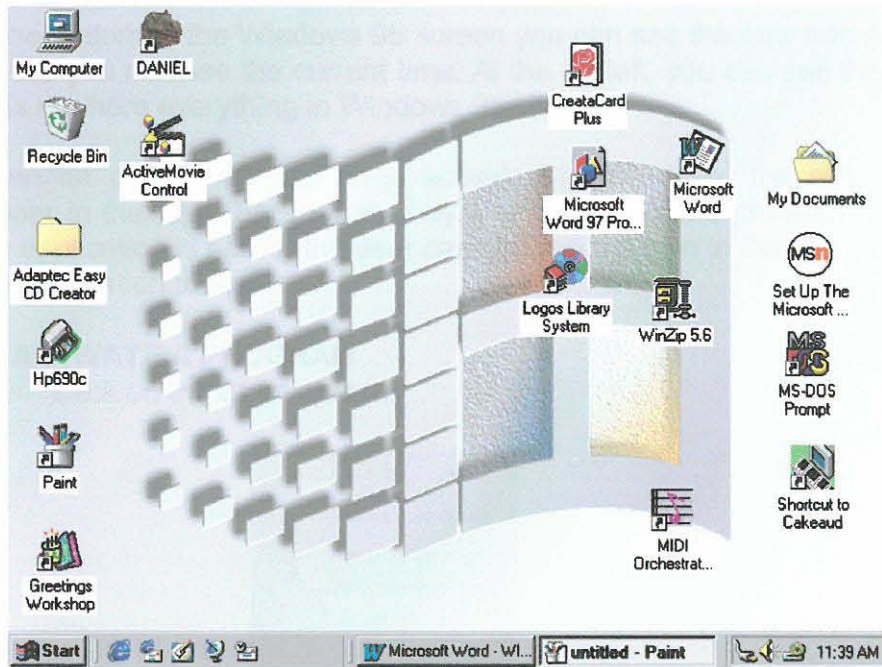 My Computer
DANIEL
CreataCard
Plus
Recycle Bin
ActiveMovie
Control
Microsoft
Word 97 Pro...
Microsoft
Word
My Documents
Adaptec Easy
CD Creator
Logos Library
System
WinZip 5.6
MSn
Set Up The
Microsoft ...
Hp690c
MS-DOS
Prompt
Paint
Shortcut to
Cakeaud
MIDI
Orchestrat...
Greetings
Workshop
Start
Microsoft Word - WI...
untitled - Paint
11:39 AM